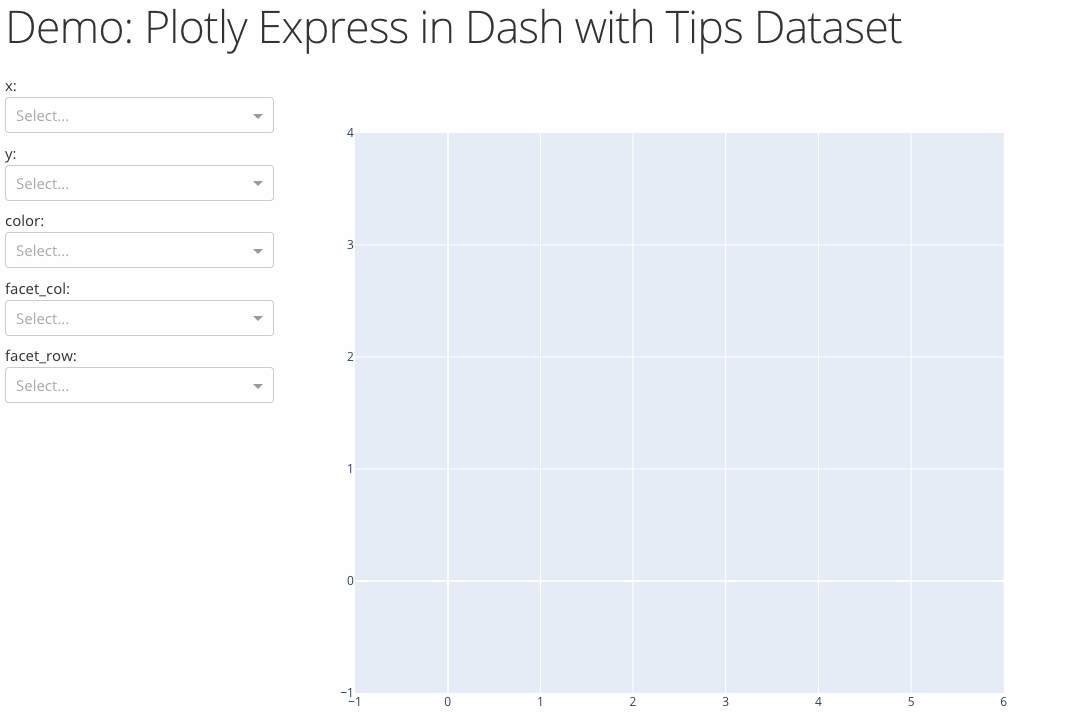 Demo: Plotly Express in Dash with Tips Dataset
x:
Select...
y:
Select...
color:
Select...
facet_col:
Select...
facet_row:
Select...
4
3
2
1
0
−1
−1 0 1 2 3 4 5 6